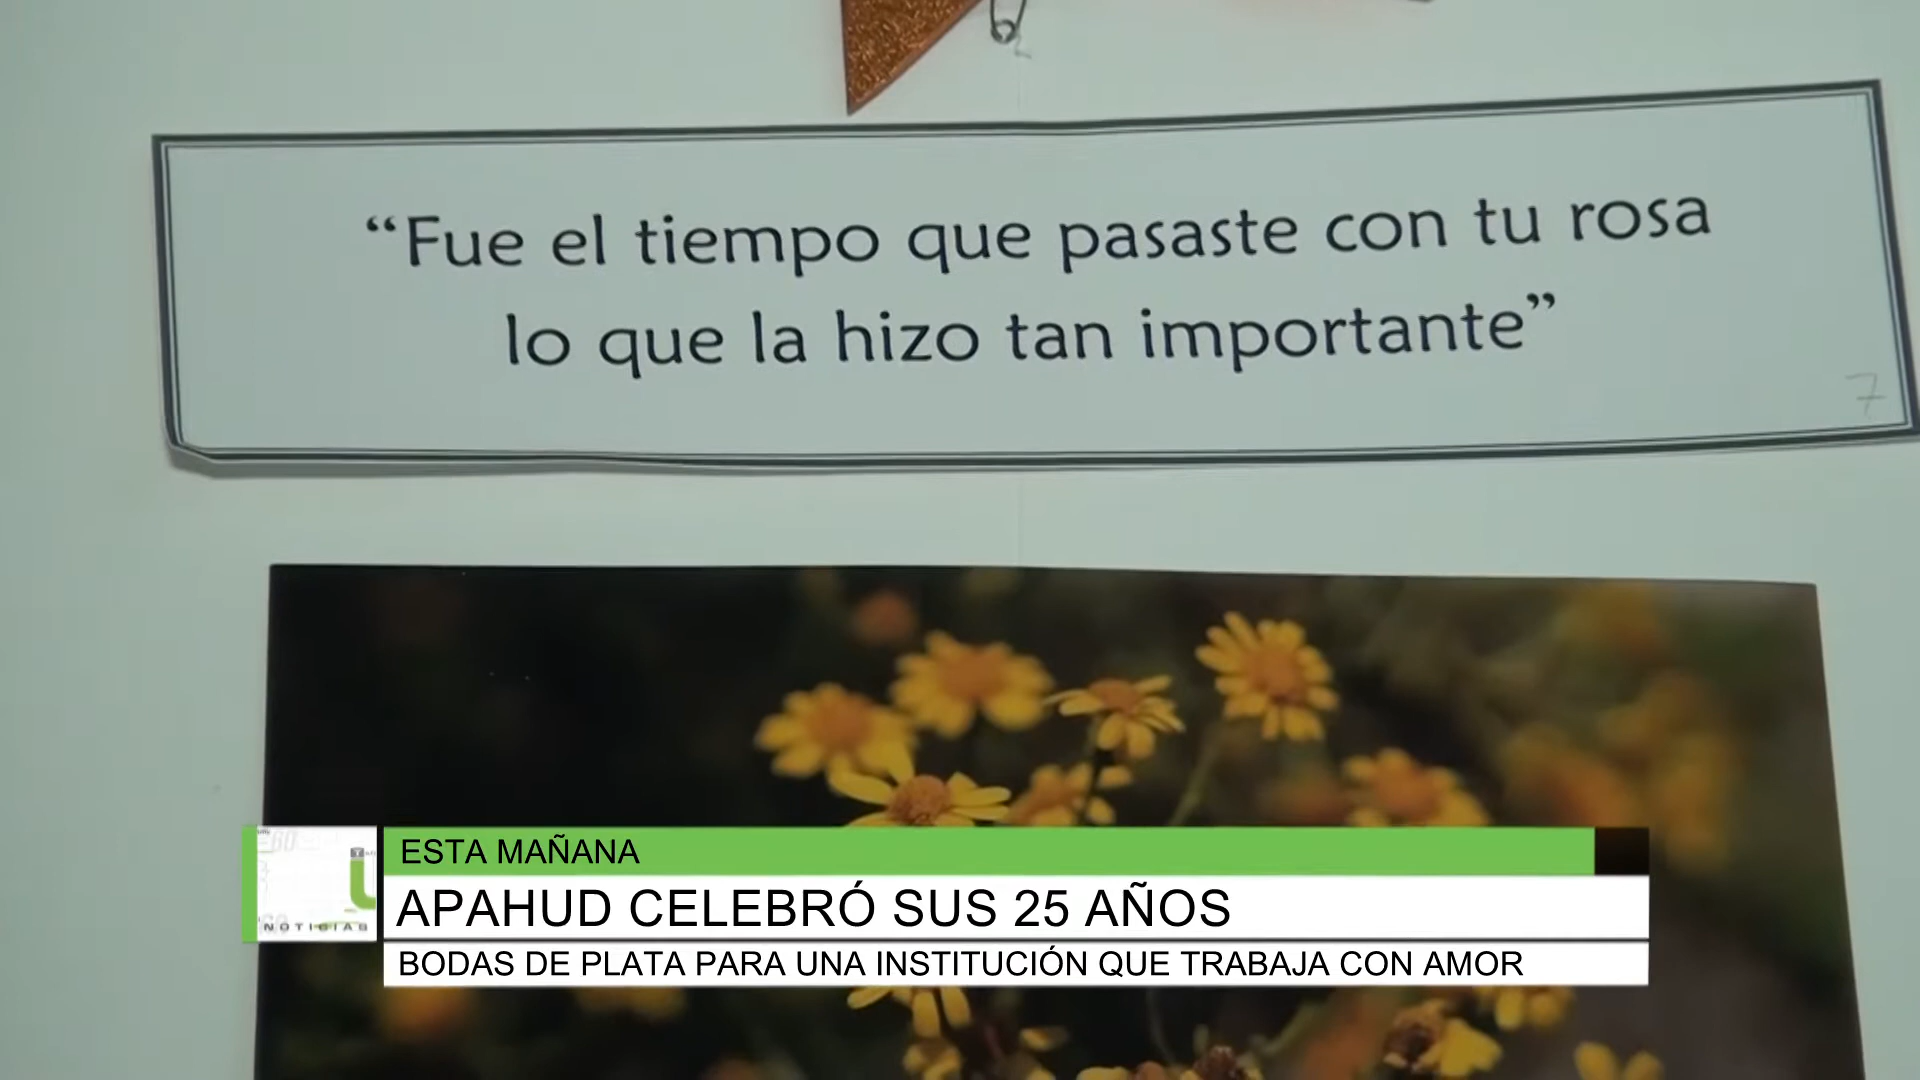 “Fue el tiempo que pasaste con tu rosa
lo que la hizo tan importante”
7
ESTA MAÑANA
APAHUD CELEBRÓ SUS 25 AÑOS
NOTICIAS
BODAS DE PLATA PARA UNA INSTITUCIÓN QUE TRABAJA CON AMOR